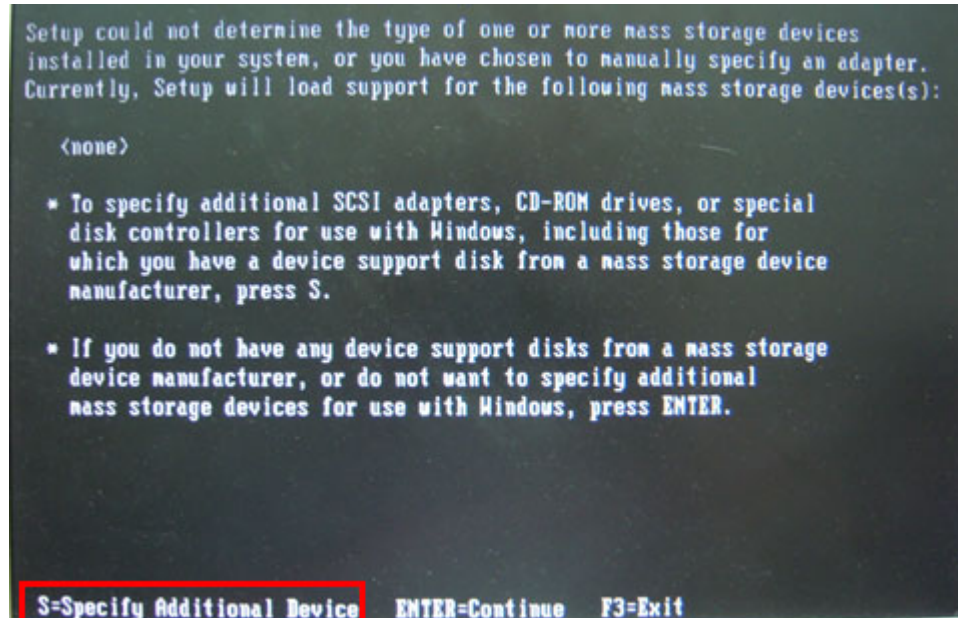 Setup could not determine the type of one or more mass storage devices
installed in your system, or you have chosen to manually specify an adapter.
Currently, Setup will load support for the following mass storage devices(s):
<none>
* To specify additional SCSI adapters, CD-ROM drives, or special
disk controllers for use with Windows, including those for
which you have a device support disk from a mass storage device
manufacturer, press S.
* If you do not have any device support disks from a mass storage
device manufacturer, or do not want to specify additional
mass storage devices for use with Windows, press ENTER.
S=Specify Additional Device ENTER=Continue F3=Exit